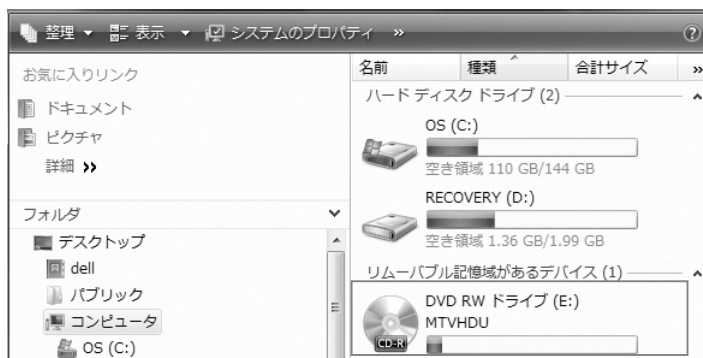 整理 表示 システムのプロパティ »
お気に入りリンク
ドキュメント
ピクチャ
詳細 »
フォルダ
デスクトップ
dell
パブリック
コンピュータ
OS (C:)
名前 種類 合計サイズ »
ハード ディスク ドライブ (2)
OS (C:)
空き領域 110 GB/144 GB
RECOVERY (D:)
空き領域 1.36 GB/1.99 GB
リムーバブル記憶域があるデバイス (1)
DVD RW ドライブ (E:)
MTVHDU
CD-R